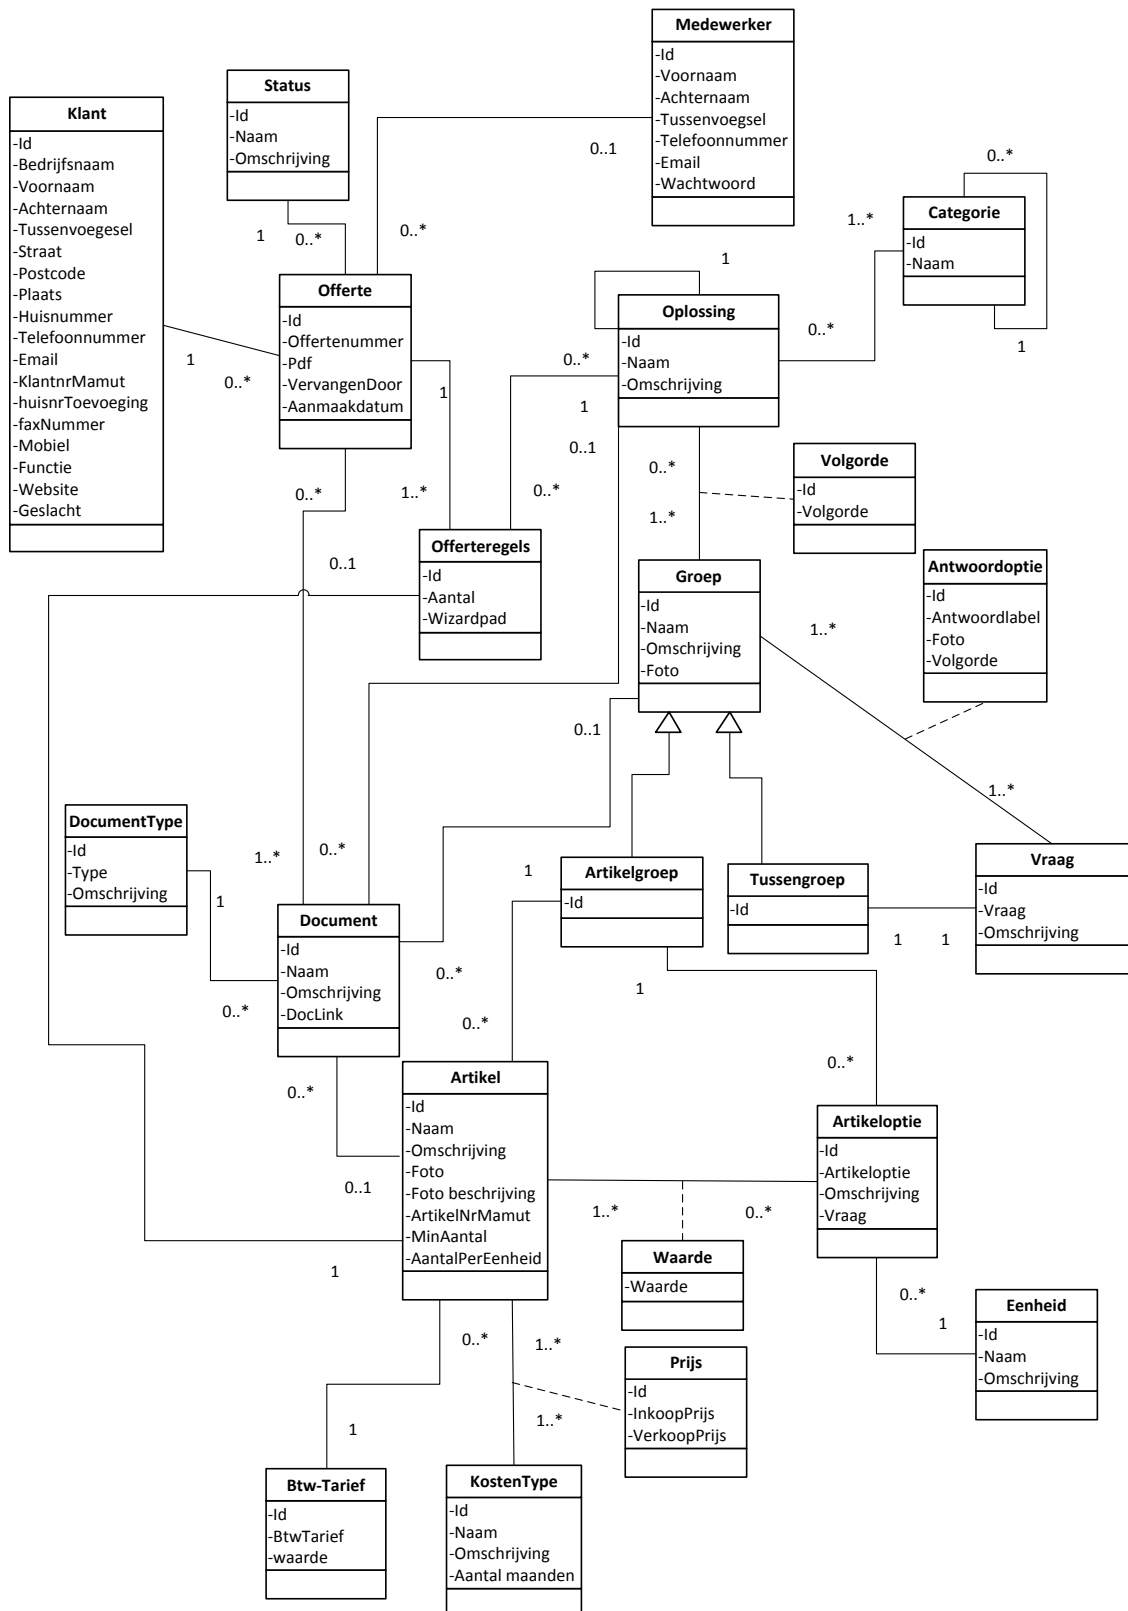 Medewerker
-Id
-Voornaam
-Achternaam
-Tussenvoegsel
-Telefoonnummer
-Email
-Wachtwoord
Status
-Id
-Naam
-Omschrijving
Klant
-Id
-Bedrijfsnaam
-Voornaam
-Achternaam
-Tussenvoegesel
-Straat
-Postcode
-Plaats
-Huisnummer
-Telefoonnummer
-Email
-KlantnrMamut
-huisnrToevoeging
-faxNummer
-Mobiel
-Functie
-Website
-Geslacht
0..1
0..*
1
0..*
0..*
1..*
Categorie
-Id
-Naam
1
0..*
1
Offerte
-Id
-Offertenummer
-Pdf
-VervangenDoor
-Aanmaakdatum
Oplossing
-Id
-Naam
-Omschrijving
1
0..*
1
0..*
1
0..1
0..*
1..*
0..*
0..*
1..*
Volgorde
-Id
-Volgorde
Offerteregels
-Id
-Aantal
-Wizardpad
0..1
Groep
-Id
-Naam
-Omschrijving
-Foto
Antwoordoptie
-Id
-Antwoordlabel
-Foto
-Volgorde
1..*
0..1
1..*
DocumentType
-Id
-Type
-Omschrijving
1
0..*
1..*
0..*
Document
-Id
-Naam
-Omschrijving
-DocLink
1
Artikelgroep
-Id
Tussengroep
-Id
Vraag
-Id
-Vraag
-Omschrijving
1
1
0..*
1
0..*
0..*
0..*
0..1
Artikel
-Id
-Naam
-Omschrijving
-Foto
-Foto beschrijving
-ArtikelNrMamut
-MinAantal
-AantalPerEenheid
1
Artikeloptie
-Id
-Artikeloptie
-Omschrijving
-Vraag
1..*
0..*
Waarde
-Waarde
0..*
1
Eenheid
-Id
-Naam
-Omschrijving
0..*
1..*
Prijs
-Id
-InkoopPrijs
-VerkoopPrijs
1
1..*
Btw-Tarief
-Id
-BtwTarief
-waarde
KostenType
-Id
-Naam
-Omschrijving
-Aantal maanden